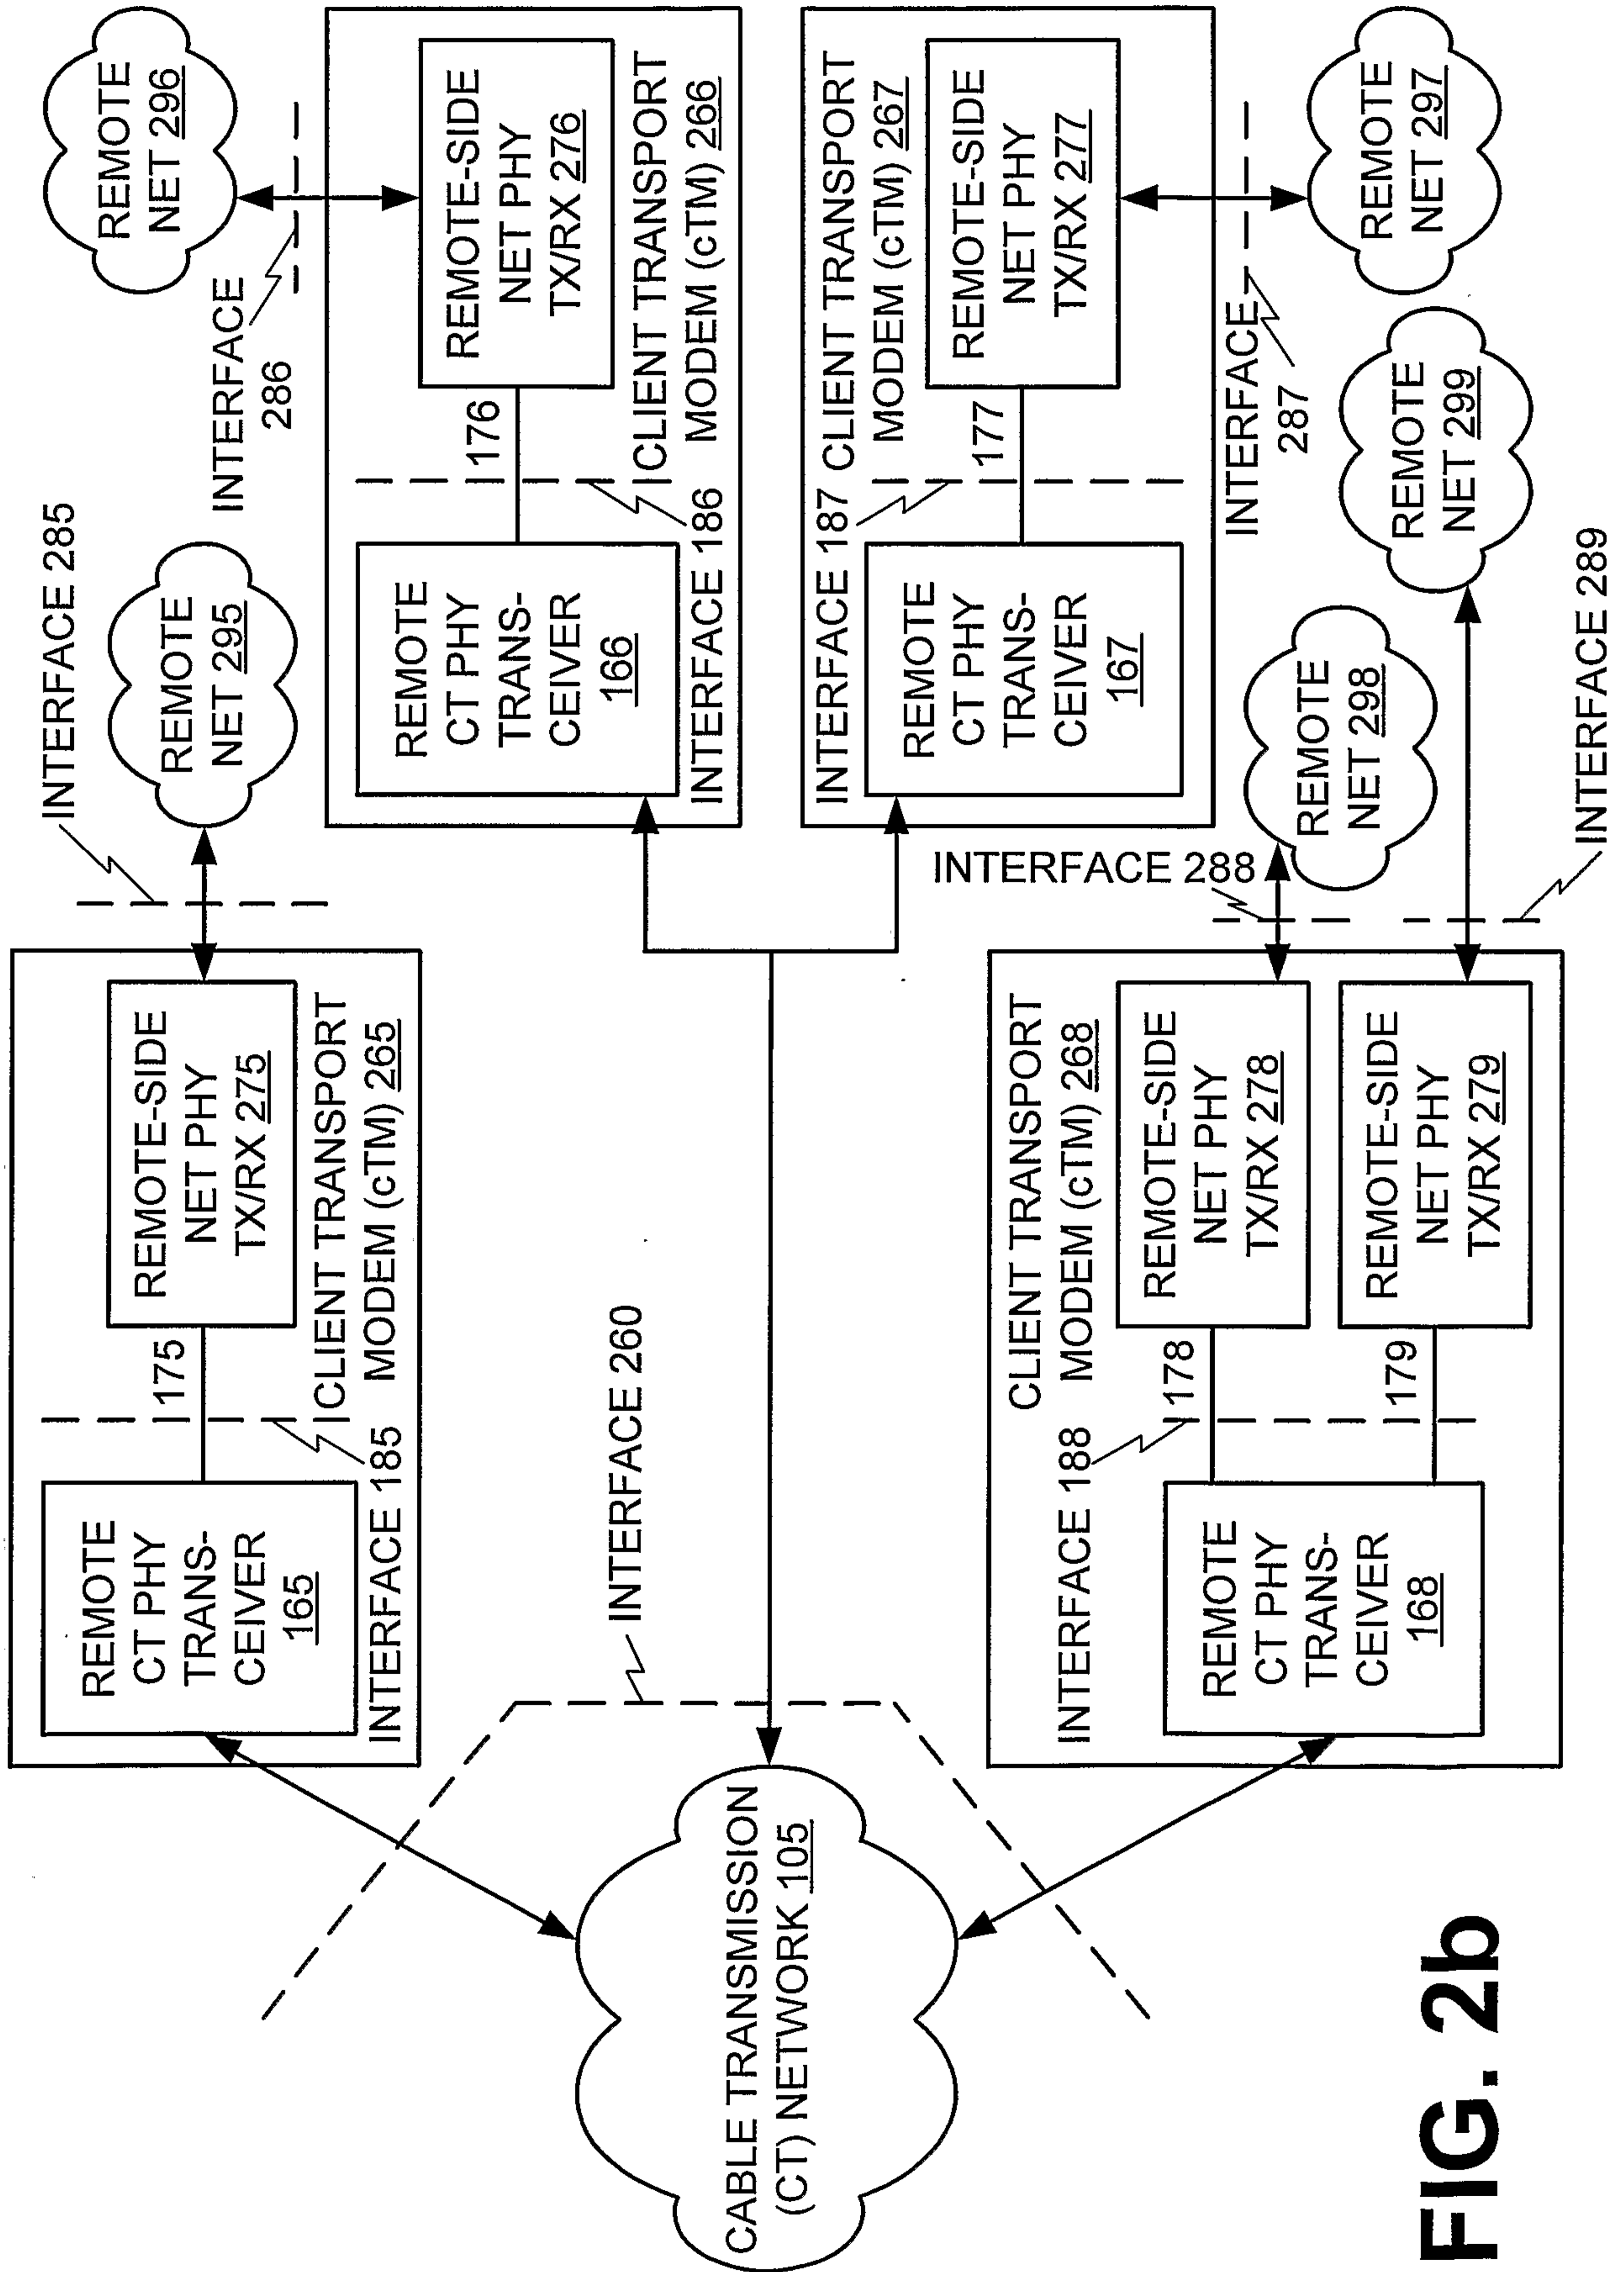 CABLE TRANSMISSION
(CT) NETWORK 105
INTERFACE 260
REMOTE
CT PHY
TRANS-
CEIVER
165
175
REMOTE-SIDE
NET PHY
TX/RX 275
CLIENT TRANSPORT
MODEM (cTM) 265
INTERFACE 185
INTERFACE 285
REMOTE
NET 295
REMOTE
CT PHY
TRANS-
CEIVER
166
176
REMOTE-SIDE
NET PHY
TX/RX 276
CLIENT TRANSPORT
MODEM (cTM) 266
INTERFACE 186
INTERFACE
286
REMOTE
NET 296
INTERFACE 187
CLIENT TRANSPORT
MODEM (cTM) 267
REMOTE
CT PHY
TRANS-
CEIVER
167
177
REMOTE-SIDE
NET PHY
TX/RX 277
INTERFACE
287
REMOTE
NET 297
INTERFACE 188
CLIENT TRANSPORT
MODEM (cTM) 268
REMOTE
CT PHY
TRANS-
CEIVER
168
178
REMOTE-SIDE
NET PHY
TX/RX 278
179
REMOTE-SIDE
NET PHY
TX/RX 279
INTERFACE 288
REMOTE
NET 298
INTERFACE 289
REMOTE
NET 299
FIG. 2b